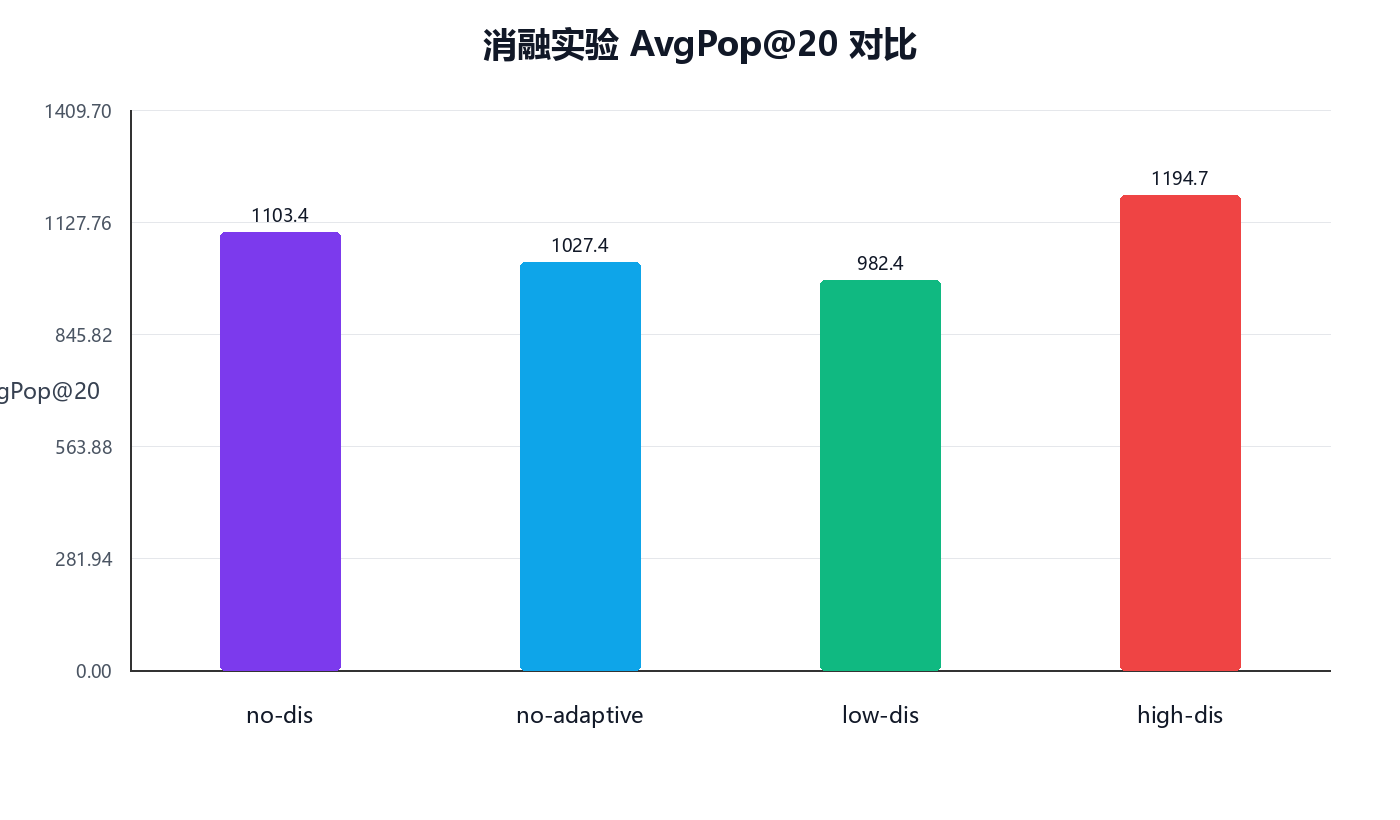 消融实验 AvgPop@20 对比
1409.70
1127.76
845.82
563.88
281.94
0.00
gPop@20
1103.4
1027.4
982.4
1194.7
no-dis
no-adaptive
low-dis
high-dis